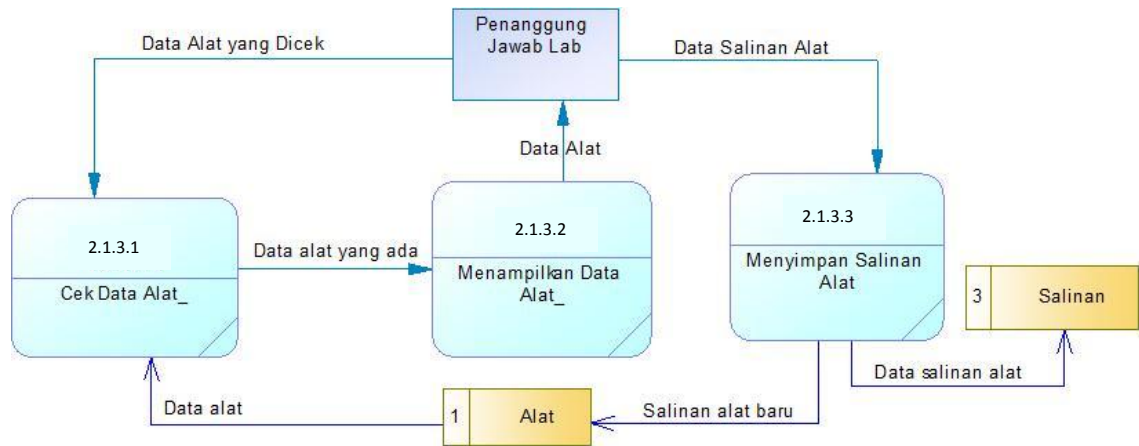 Penanggung
Jawab Lab
Data Alat yang Dicek
Data Salinan Alat
Data Alat
2.1.3.1
Cek Data Alat_
Data alat yang ada
2.1.3.2
Menampilkan Data
Alat_
2.1.3.3
Menyimpan Salinan
Alat
3
Salinan
Data salinan alat
Data alat
1
Alat
Salinan alat baru